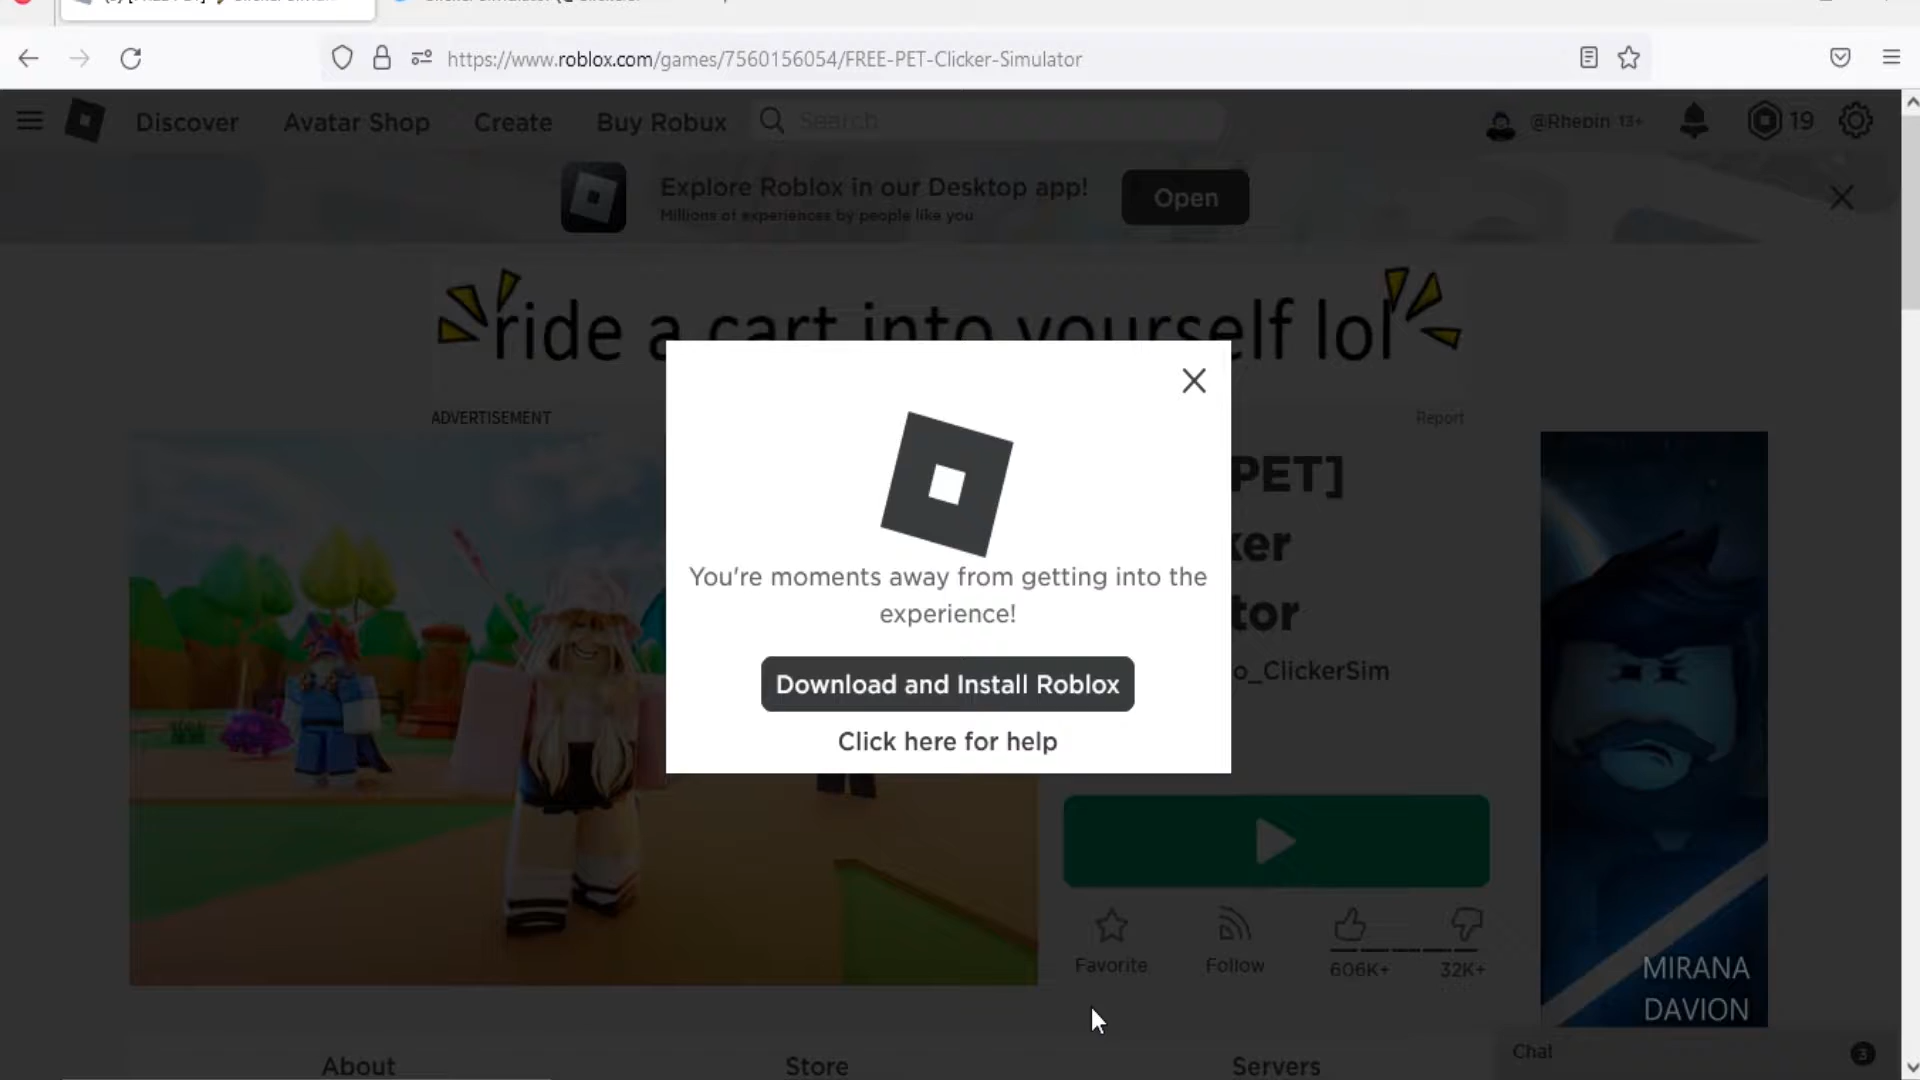 https://www.roblox.com/games/7560156054/FREE-PET-Clicker-Simulator
Discover
Avatar Shop
Create
Buy Robux
Search
@Rhepin 13+
19
Explore Roblox in our Desktop app!
Millions of experiences by people like you
Open
ride a cart into yourself lol
ADVERTISEMENT
Report
You're moments away from getting into the
experience!
Download and Install Roblox
Click here for help
PET]
ker
tor
o_ClickerSim
Favorite
Follow
606K+
32K+
MIRANA
DAVION
About
Store
Servers
Chat
3